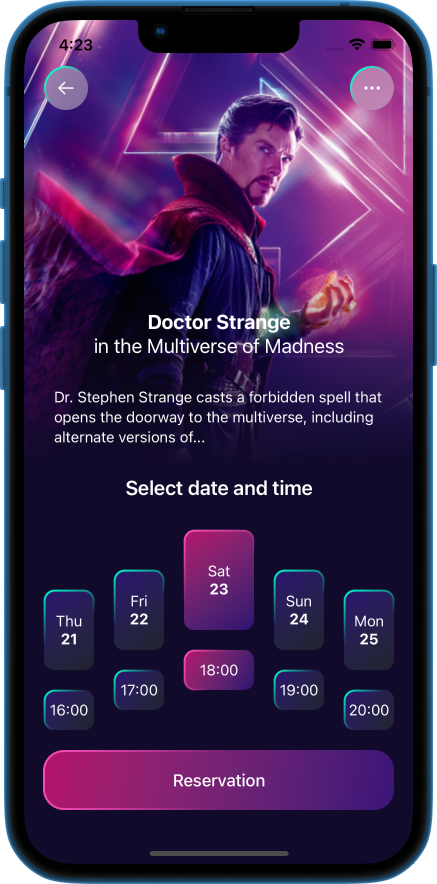 4:23
Doctor Strange
in the Multiverse of Madness
Dr. Stephen Strange casts a forbidden spell that
opens the doorway to the multiverse, including
alternate versions of...
Select date and time
Thu
21
Fri
22
Sat
23
Sun
24
Mon
25
16:00
17:00
18:00
19:00
20:00
Reservation